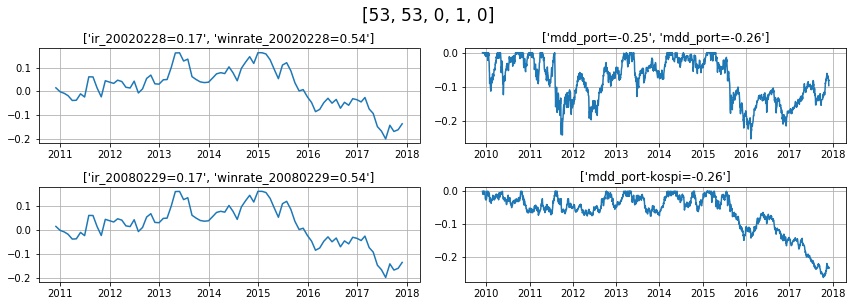 [53, 53, 0, 1, 0]
['ir_20020228=0.17', 'winrate_20020228=0.54']
0.1
0.0
−0.1
−0.2
2011 2012 2013 2014 2015 2016 2017 2018
['mdd_port=-0.25', 'mdd_port=-0.26']
0.0
−0.1
−0.2
2010 2011 2012 2013 2014 2015 2016 2017 2018
['ir_20080229=0.17', 'winrate_20080229=0.54']
0.1
0.0
−0.1
−0.2
2011 2012 2013 2014 2015 2016 2017 2018
['mdd_port-kospi=-0.26']
0.0
−0.1
−0.2
2010 2011 2012 2013 2014 2015 2016 2017 2018